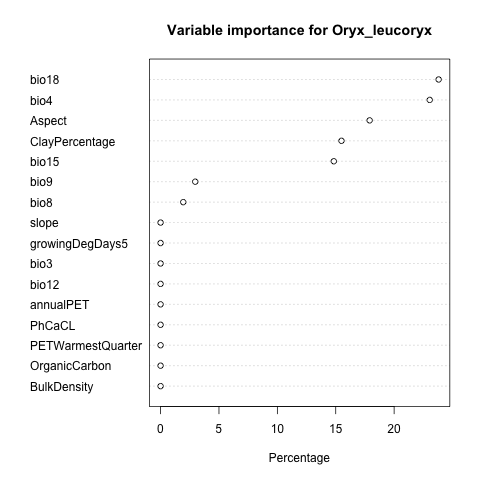 Variable importance for Oryx_leucoryx
bio18
bio4
Aspect
ClayPercentage
bio15
bio9
bio8
slope
growingDegDays5
bio3
bio12
annualPET
PhCaCL
PETWarmestQuarter
OrganicCarbon
BulkDensity
0 5 10 15 20
Percentage